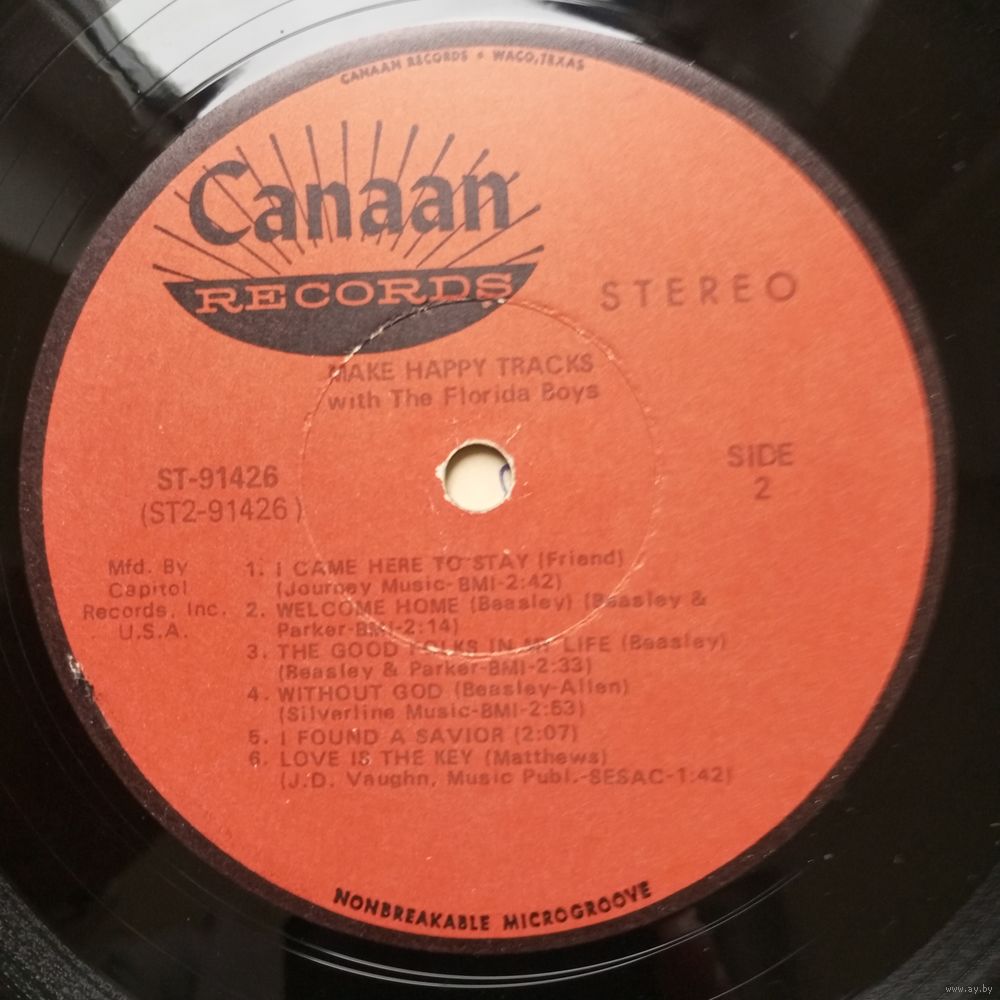 CANAAN RECORDS • WACO, TEXAS
Canaan
RECORDS
STEREO
MAKE HAPPY TRACKS
with The Florida Boys
ST-91426
(ST2-91426)
SIDE
2
Mfd. By
Capitol
Records, Inc.
U.S.A.
1. I CAME HERE TO STAY (Friend)
(Journey Music-BMI-2:42)
2. WELCOME HOME (Beasley) (Beasley &
Parker-BMI-2:14)
3. THE GOOD FOLKS IN MY LIFE (Beasley)
(Beasley & Parker-BMI-2:33)
4. WITHOUT GOD (Beasley-Allen)
(Silverline Music-BMI-2:53)
5. I FOUND A SAVIOR (2:07)
6. LOVE IS THE KEY (Matthews)
(J.D. Vaughn, Music Publ.-SESAC-1:42)
NONBREAKABLE MICROGROOVE
www.ay.by